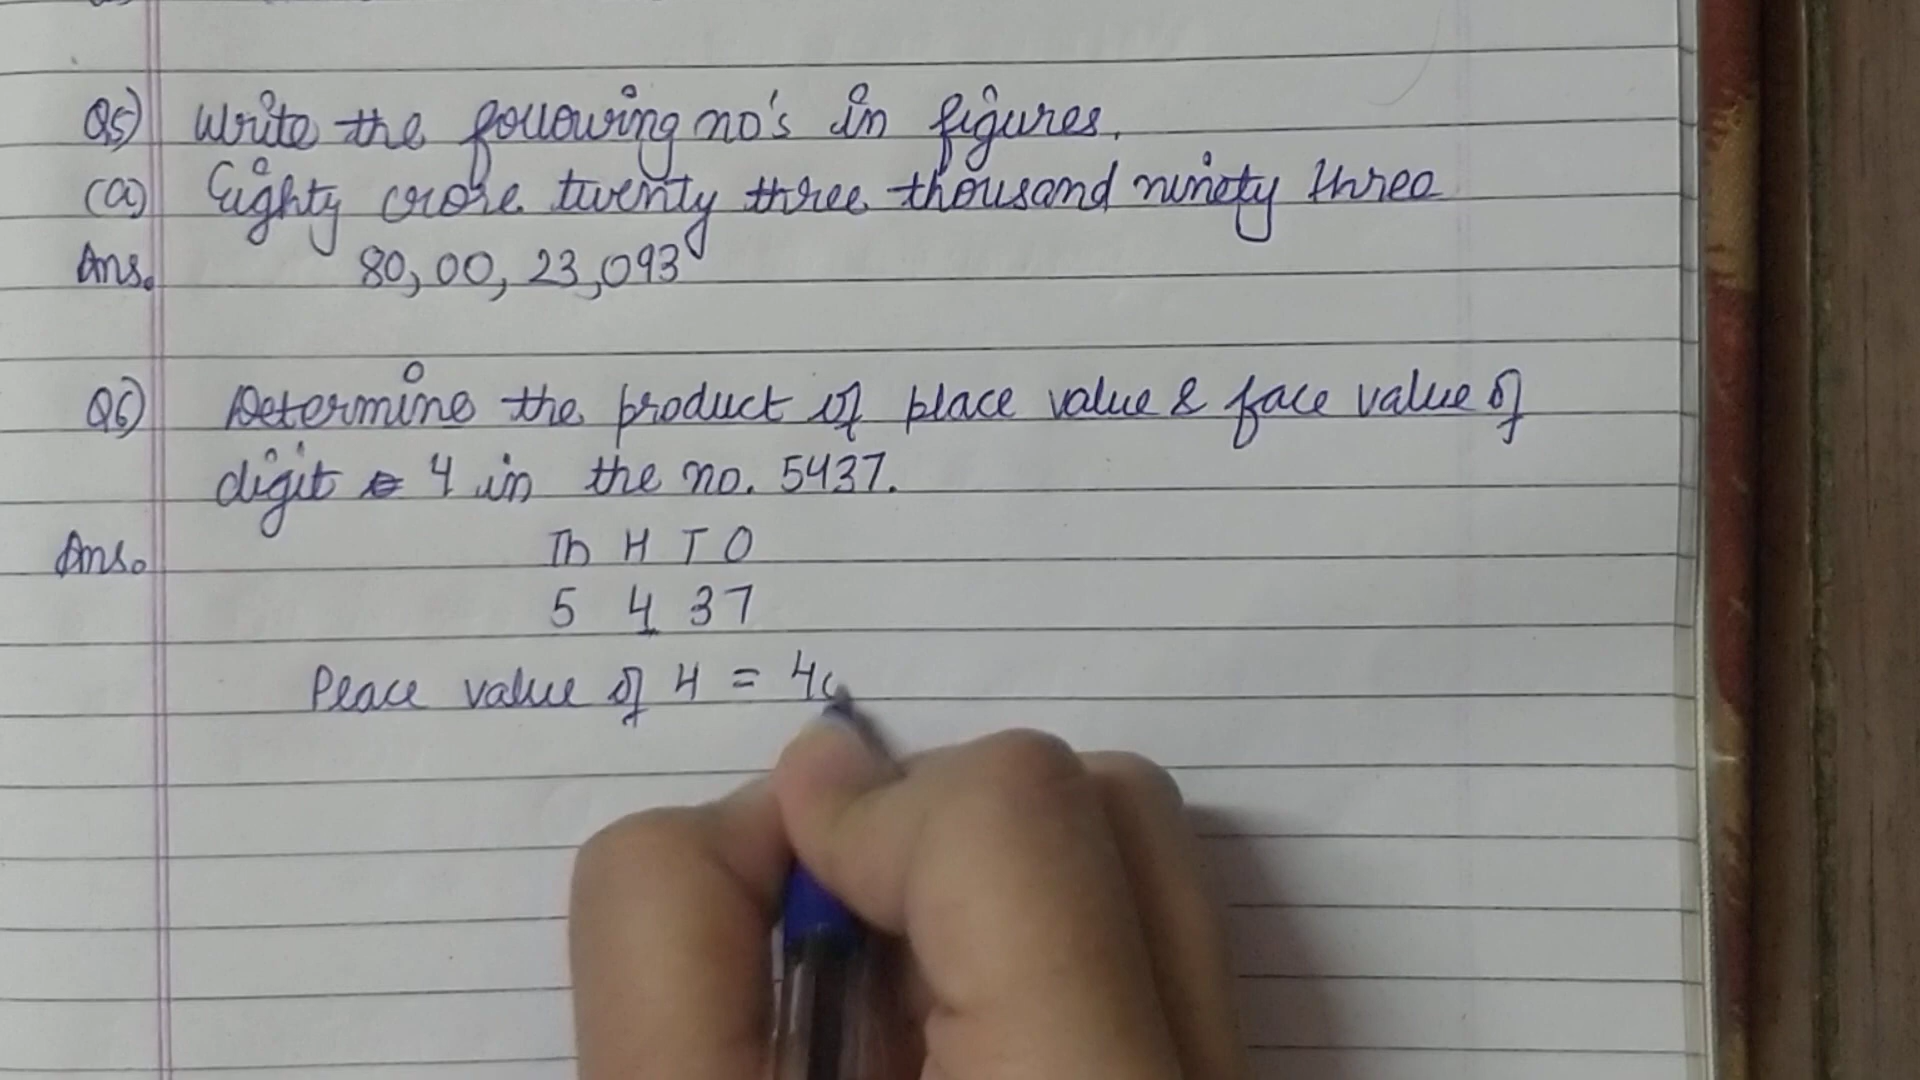 Q5) Write the following no's in figures.
(a) Eighty crore twenty three thousand ninety three
Ans. 80,00,23,093
Q6) Determine the product of place value & face value of
digit 4 in the no. 5437.
Ans. Th H T O
5 4 3 7
Place value of 4 = 40